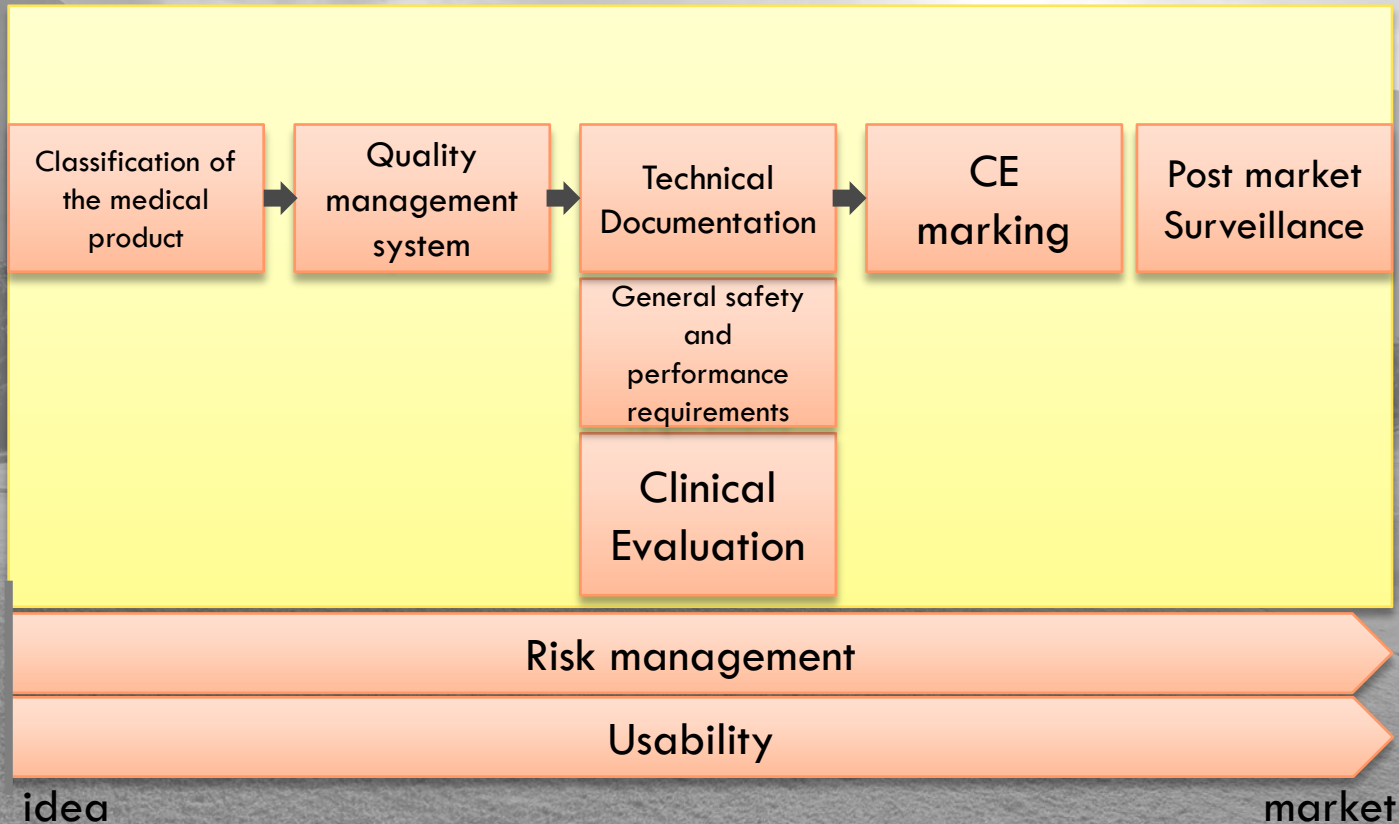 Classification of
the medical
product
Quality
management
system
Technical
Documentation
CE
marking
Post market
Surveillance
General safety
and
performance
requirements
Clinical
Evaluation
Risk management
Usability
idea
market